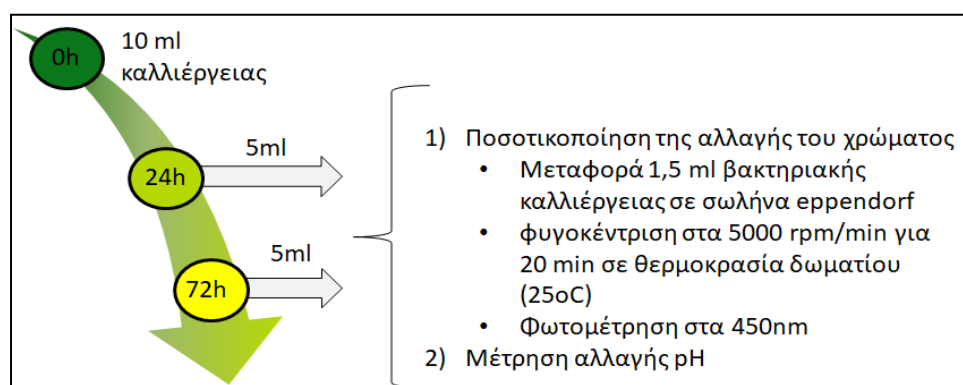 0h
10 ml
καλλιέργειας
24h
5ml
72h
5ml
1) Ποσοτικοποίηση της αλλαγής του χρώματος
• Μεταφορά 1,5 ml βακτηριακής
καλλιέργειας σε σωλήνα eppendorf
• φυγοκέντριση στα 5000 rpm/min για
20 min σε θερμοκρασία δωματίου
(25οC)
• Φωτομέτρηση στα 450nm
2) Μέτρηση αλλαγής pH